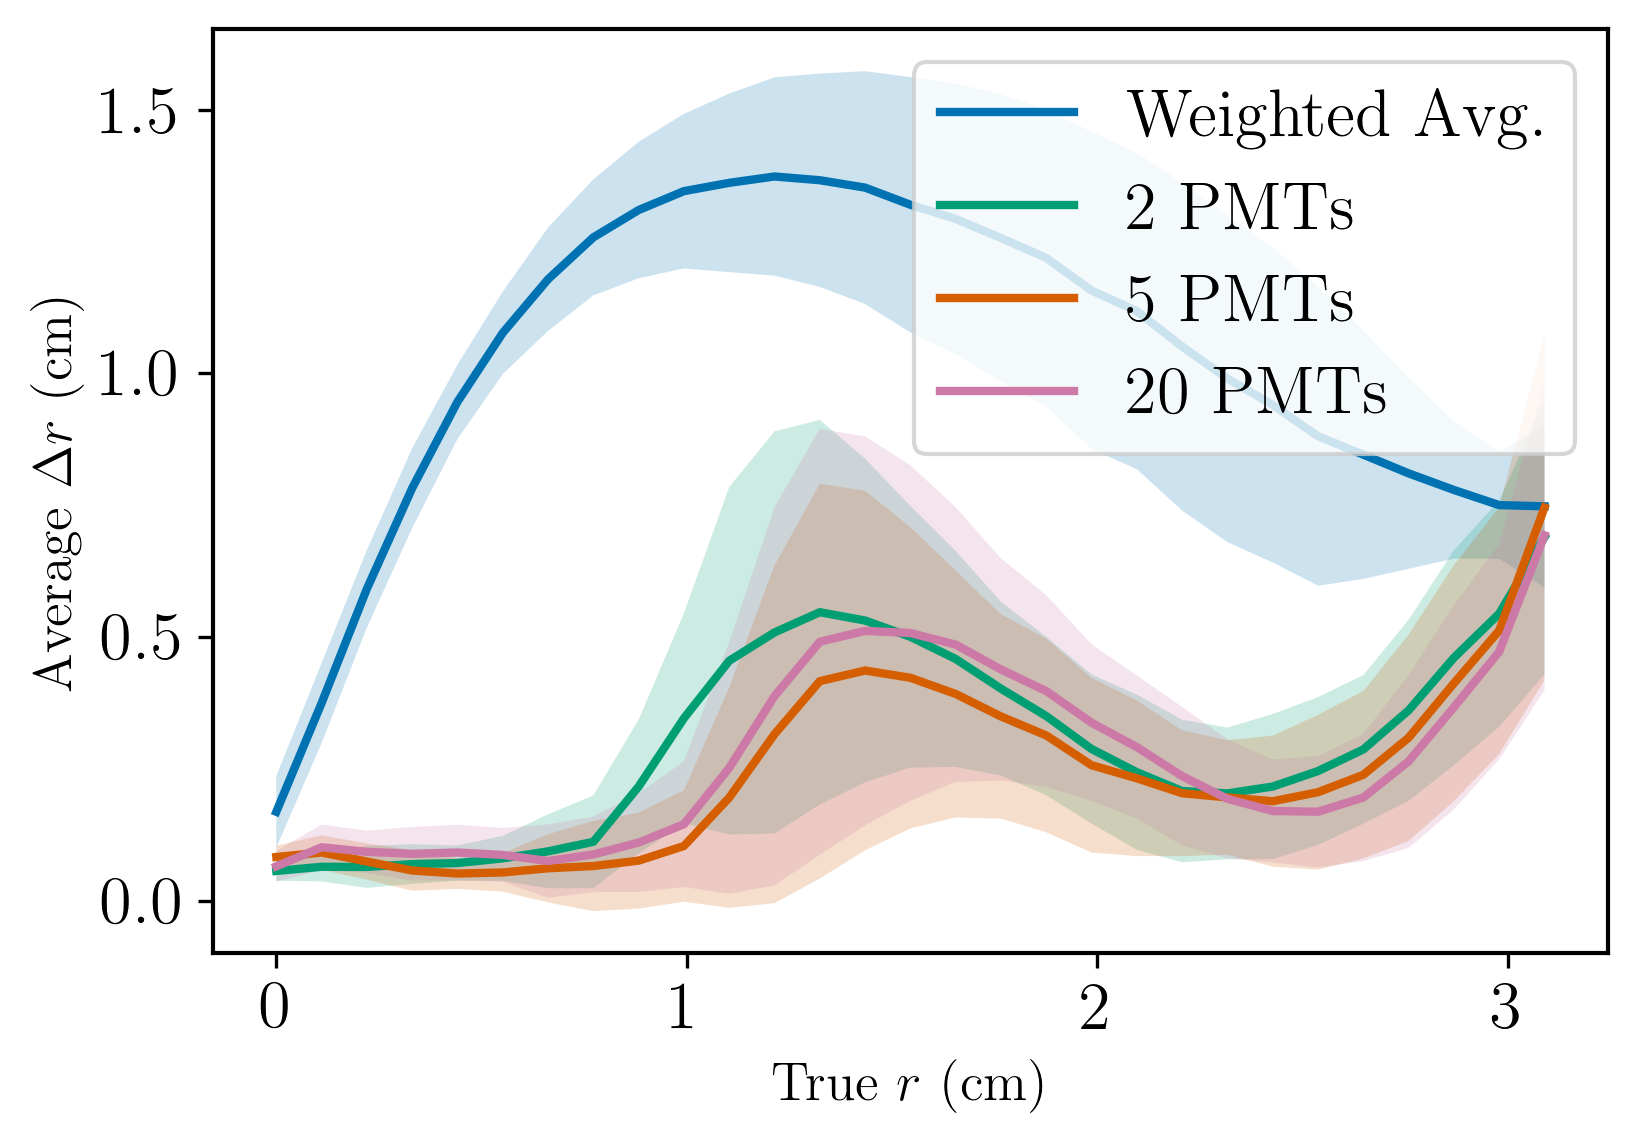 Average Δr (cm)
1.5
1.0
0.5
0.0
Weighted Avg.
2 PMTs
5 PMTs
20 PMTs
0 1 2 3
True r (cm)